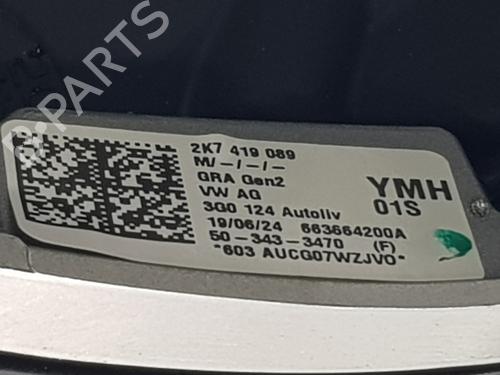 B-PARTS
2K7 419 089
M/-/-/-
GRA Gen2
VW AG
3G0 124 Autoliv
19/06/24 663664200A
50-343-3470 (F)
*603 AUCG07WZJV0*
YMH
01S